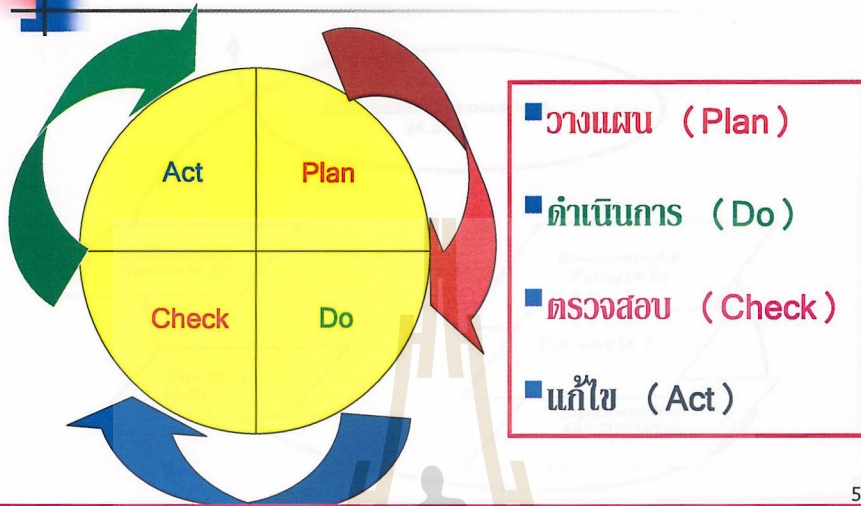 Act Plan
Check Do
วางแผน (Plan)
ดำเนินการ (Do)
ตรวจสอบ (Check)
แก้ไข (Act)
5